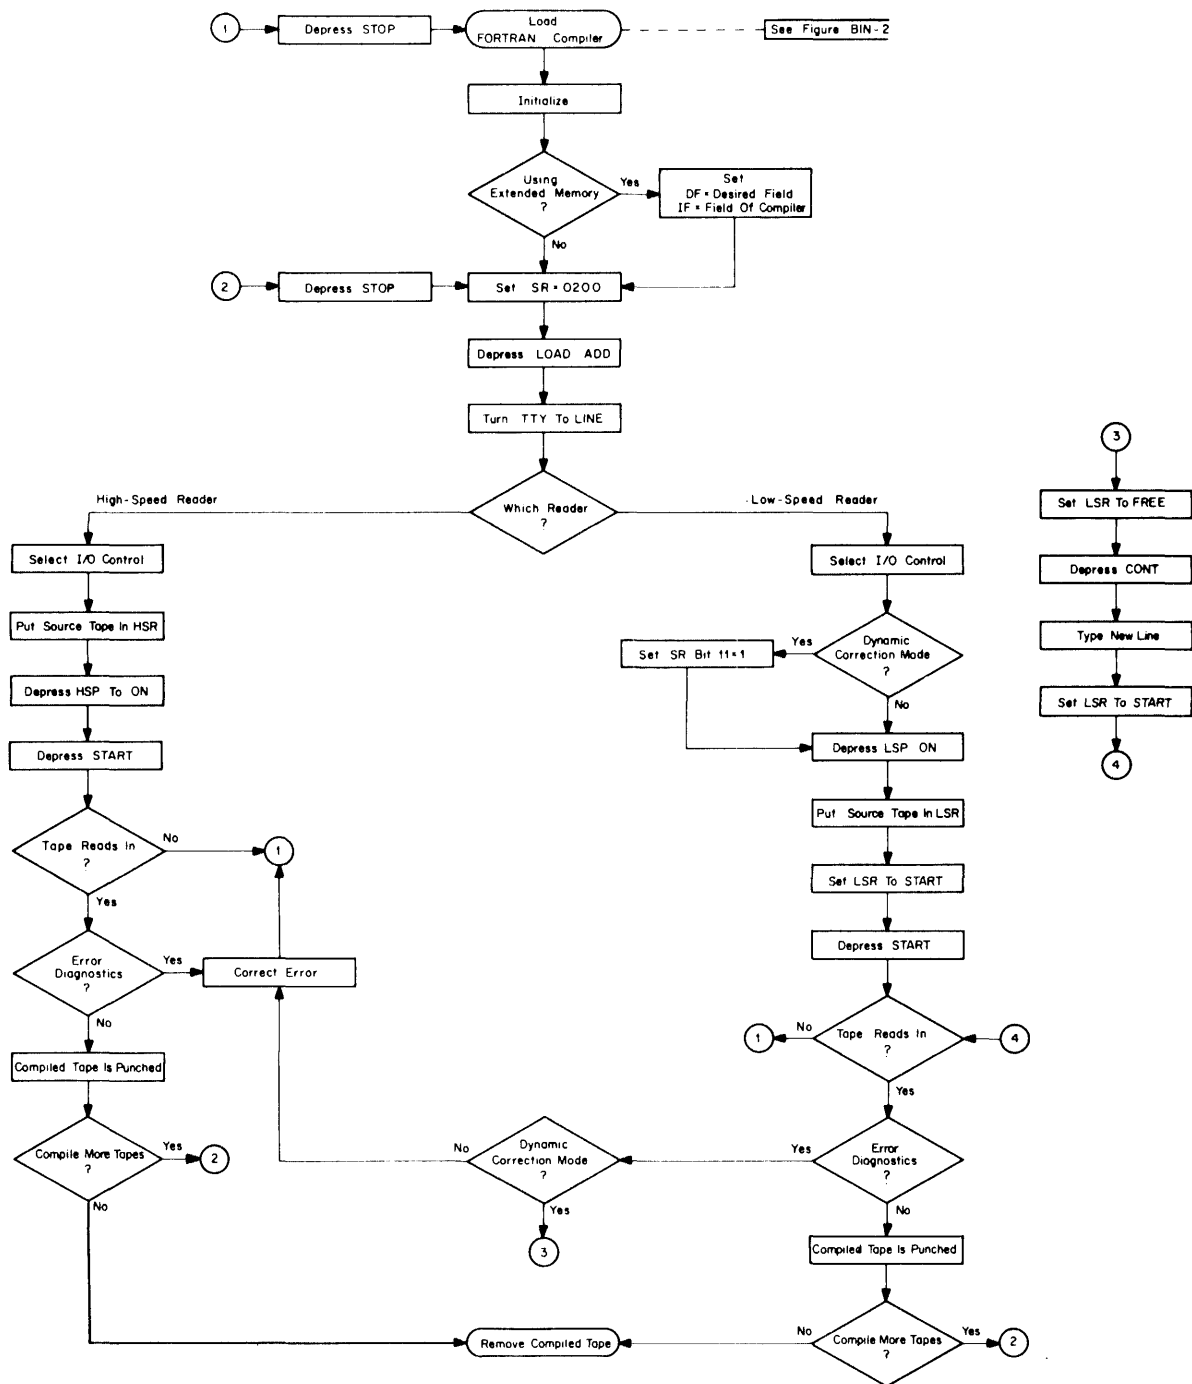 1
Depress STOP
Load
FORTRAN Compiler
See Figure BIN-2
Initialize
Using
Extended Memory
?
Yes
Set
DF = Desired Field
IF = Field Of Compiler
No
2
Depress STOP
Set SR = 0200
Depress LOAD ADD
Turn TTY To LINE
Which Reader
?
High-Speed Reader
Low-Speed Reader
Select I/O Control
Put Source Tape In HSR
Depress HSP To ON
Depress START
Tape Reads In
?
No
1
Yes
Error
Diagnostics
?
Yes
Correct Error
No
Compiled Tape Is Punched
Compile More Tapes
?
Yes
2
No
Select I/O Control
Dynamic
Correction Mode
?
Yes
Set SR Bit 11=1
No
Depress LSP ON
Put Source Tape In LSR
Set LSR To START
Depress START
Tape Reads In
?
No
1
4
Yes
Error
Diagnostics
?
Yes
Dynamic
Correction Mode
?
No
Yes
3
No
Compiled Tape Is Punched
Compile More Tapes
?
Yes
2
No
Remove Compiled Tape
3
Set LSR To FREE
Depress CONT
Type New Line
Set LSR To START
4